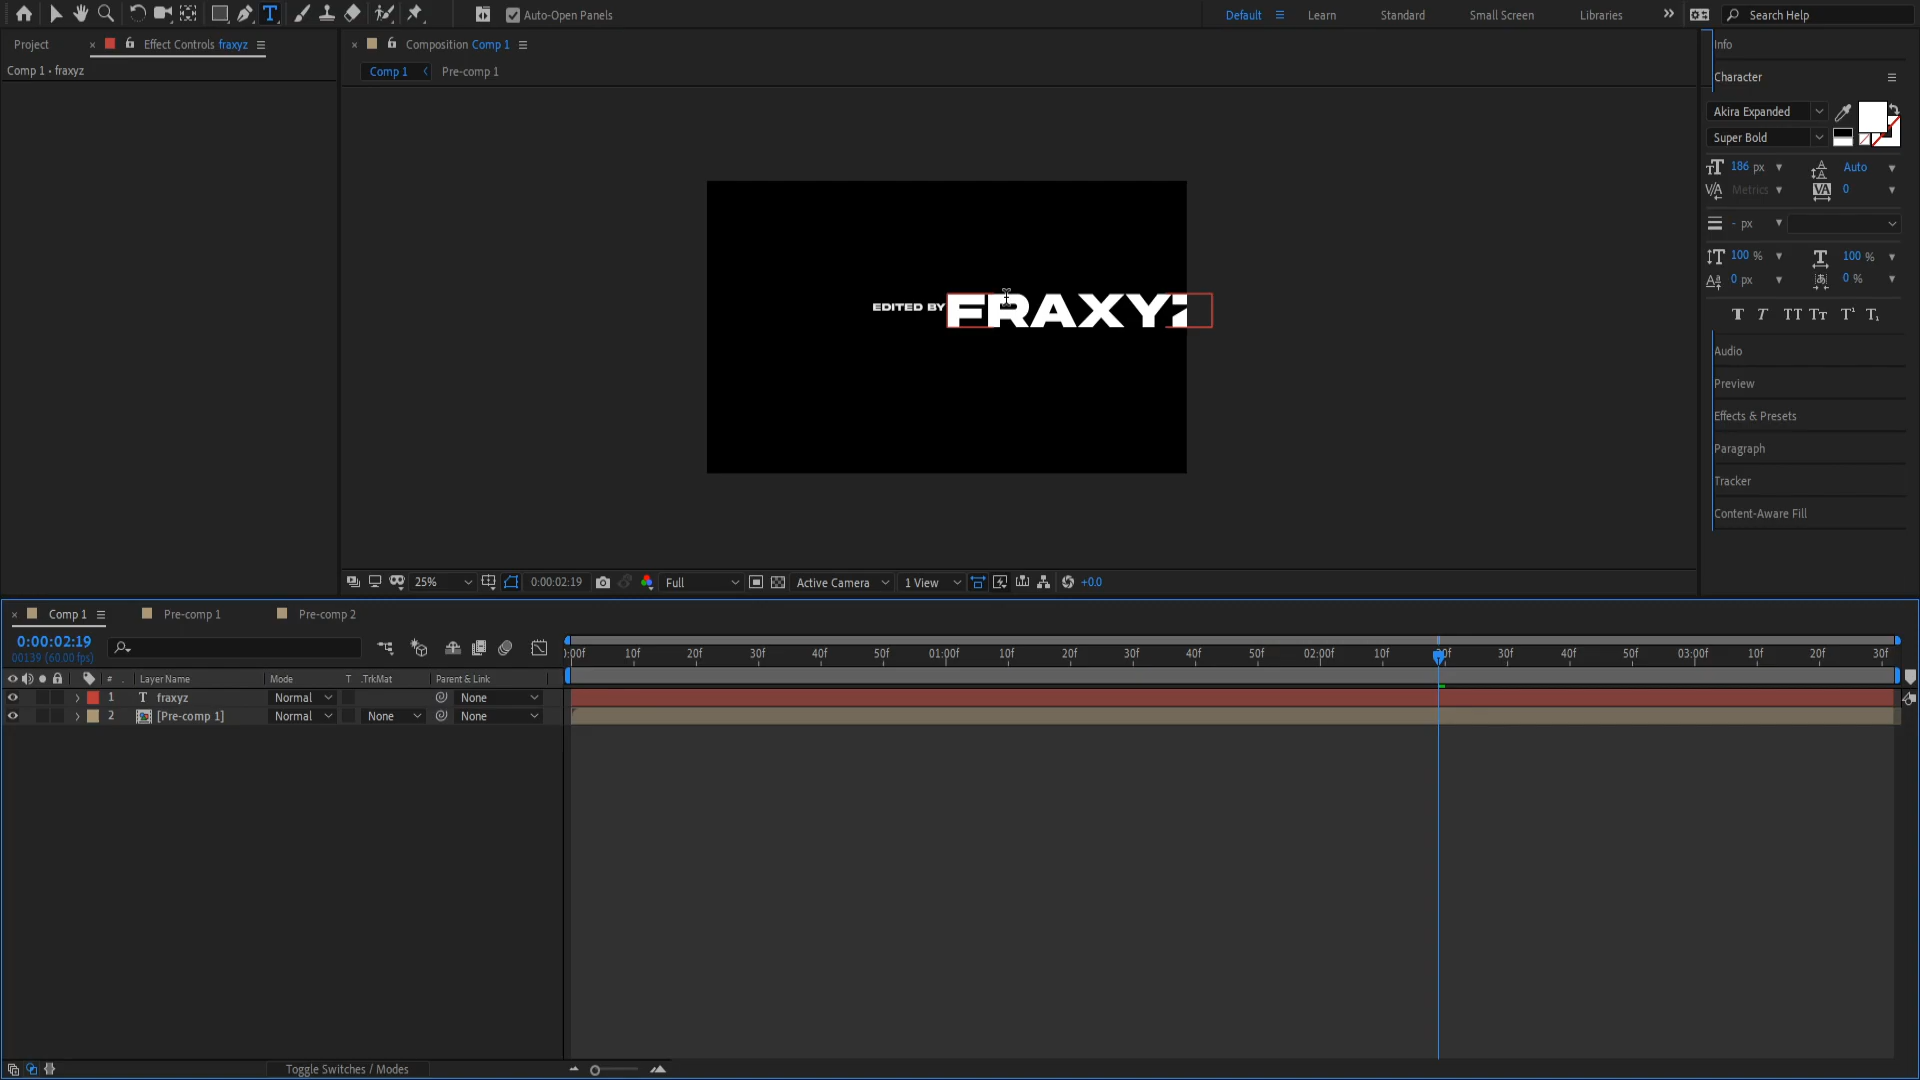 Auto-Open Panels
Default
Learn
Standard
Small Screen
Libraries
Search Help
Project
Effect Controls fraxyz
Comp 1 • fraxyz
Composition Comp 1
Comp 1
Pre-comp 1
EDITED BY FRAXYZ
25%
0:00:02:19
Full
Active Camera
1 View
+0.0
Info
Character
Akira Expanded
Super Bold
186 px
Auto
Metrics
0
- px
100 %
100 %
0 px
0 %
Audio
Preview
Effects & Presets
Paragraph
Tracker
Content-Aware Fill
Comp 1
Pre-comp 1
Pre-comp 2
0:00:02:19
00139 (60.00 fps)
:00f 10f 20f 30f 40f 50f 01:00f 10f 20f 30f 40f 50f 02:00f 10f 20f 30f 40f 50f 03:00f 10f 20f 30f
# Layer Name Mode T .TrkMat Parent & Link
1 T fraxyz Normal None
2 [Pre-comp 1] Normal None None
Toggle Switches / Modes